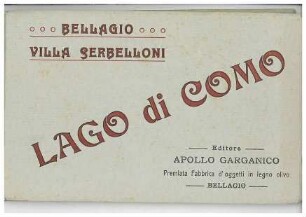 BELLAGIO
VILLA SERBELLONI
LAGO di COMO
Editore
APOLLO GARGANICO
Premiata Fabbrica d'oggetti in legno olivo
BELLAGIO